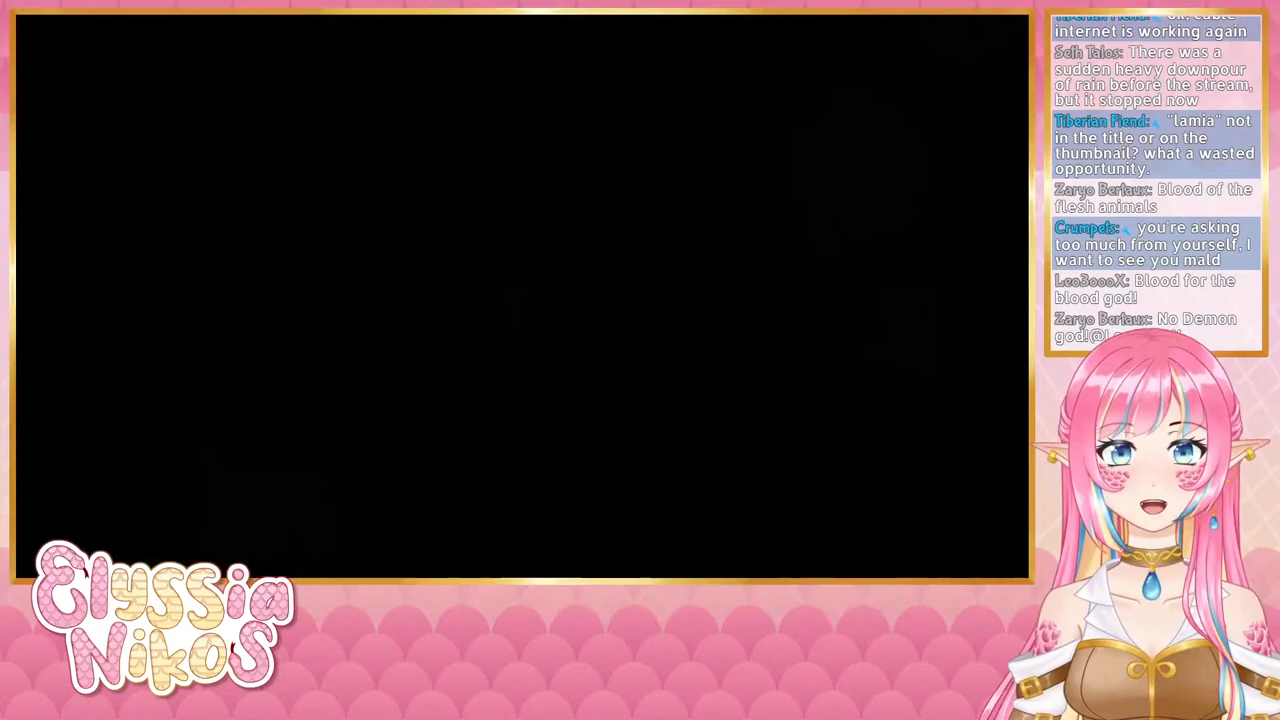 internet is working again
Seth Talos: There was a
sudden heavy downpour
of rain before the stream,
but it stopped now
Tiberian Fiend: "lamia" not
in the title or on the
thumbnail? what a wasted
opportunity.
Zaryo Berlaux: Blood of the
flesh animals
Crumpets: you're asking
too much from yourself, I
want to see you mald
Leo3oooX: Blood for the
blood god!
Zaryo Berlaux: No Demon
Elyssia
Nikos